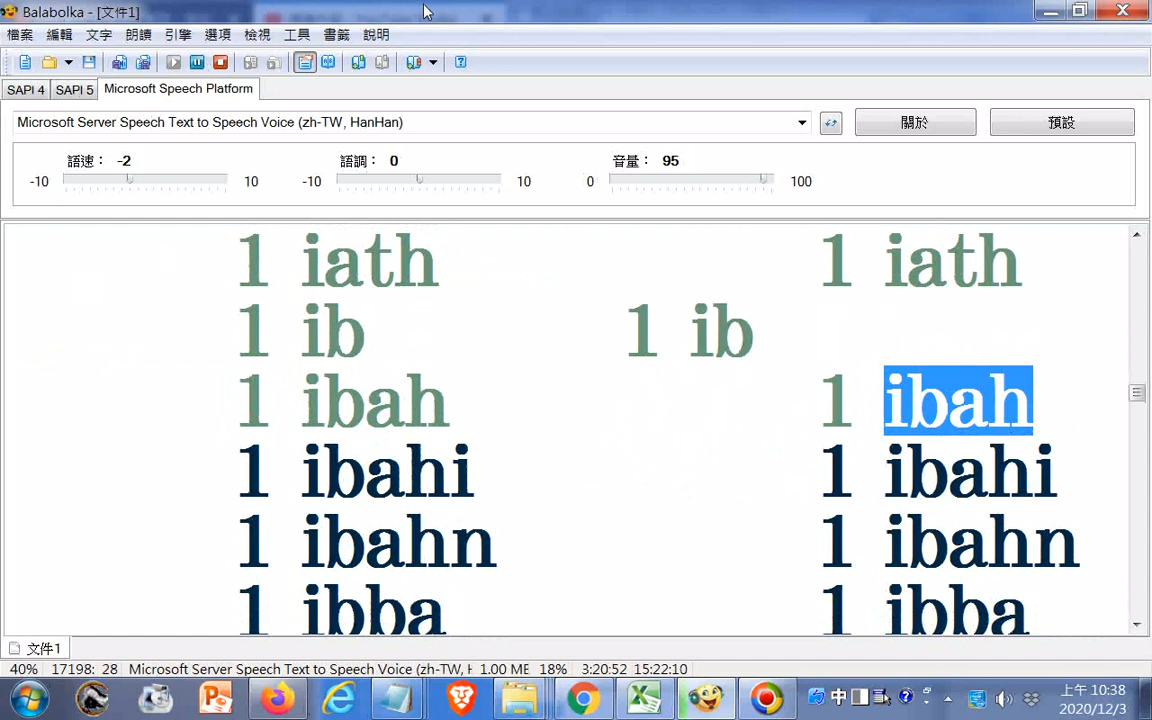 Balabolka - [文件1]
檔案 編輯 文字 朗讀 引擎 選項 檢視 工具 書籤 說明
SAPI 4 SAPI 5 Microsoft Speech Platform
Microsoft Server Speech Text to Speech Voice (zh-TW, HanHan) 關於 預設
語速： -2 語調： 0 音量： 95
-10 10 -10 10 0 100
1 iath 1 iath
1 ib 1 ib
1 ibah 1 ibah
1 ibahi 1 ibahi
1 ibahn 1 ibahn
1 ibba 1 ibba
文件1
40% 17198: 28 Microsoft Server Speech Text to Speech Voice (zh-TW, 1.00 ME 18% 3:20:52 15:22:10
中 上午 10:38
2020/12/3